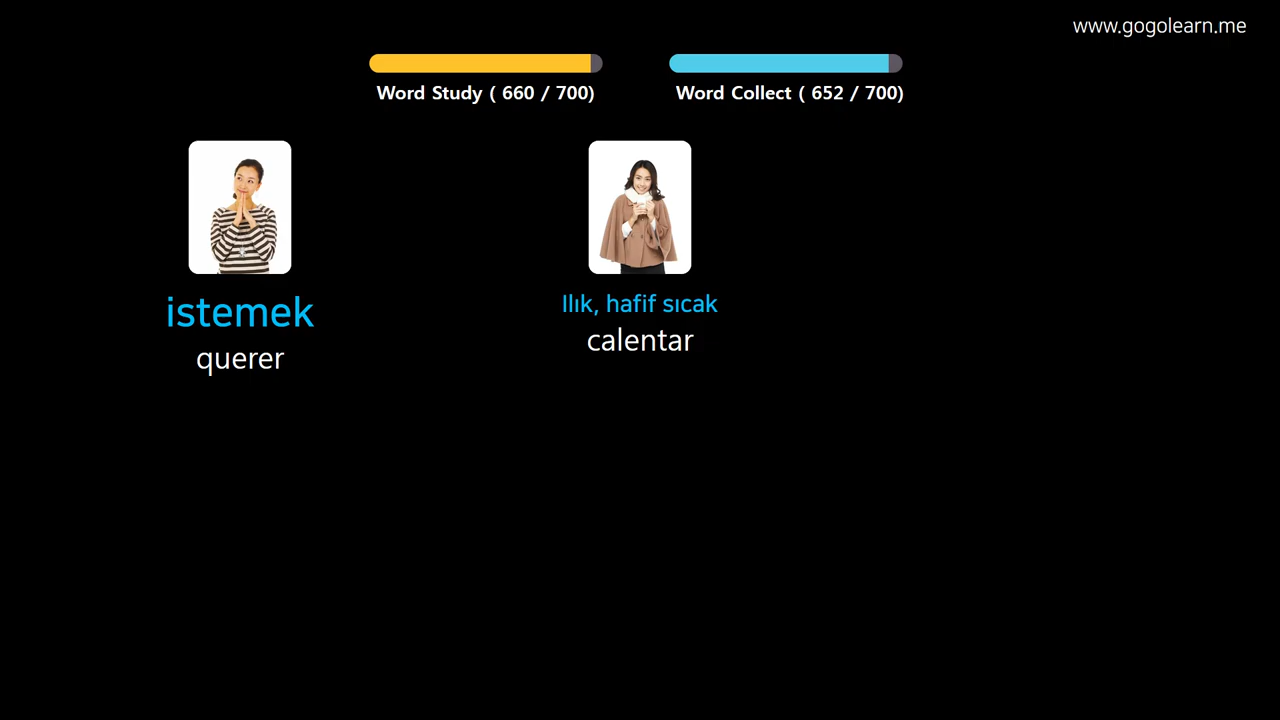 www.gogolearn.me
Word Study ( 660 / 700)
Word Collect ( 652 / 700)
istemek
querer
Ilık, hafif sıcak
calentar